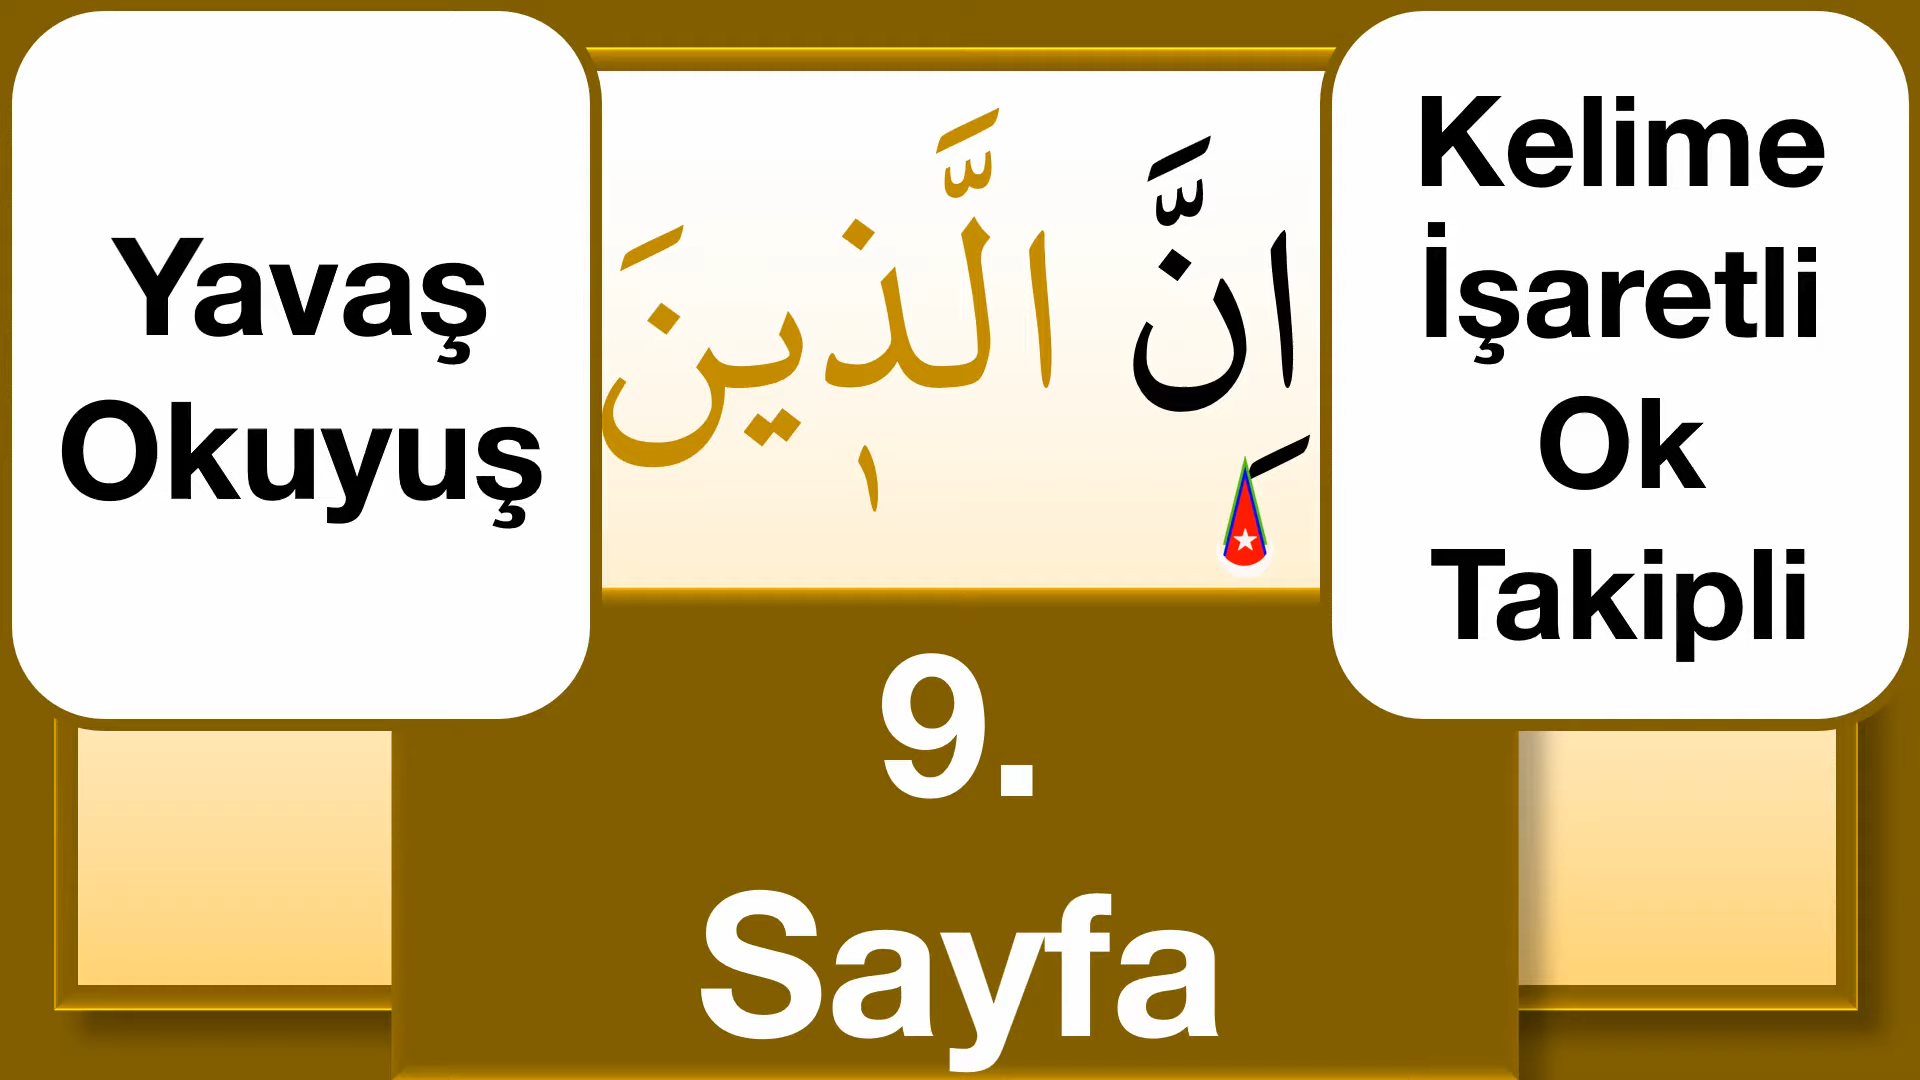 Yavaş
Okuyuş
اِنَّ الَّذ۪ينَ
Kelime
İşaretli
Ok
Takipli
9.
Sayfa